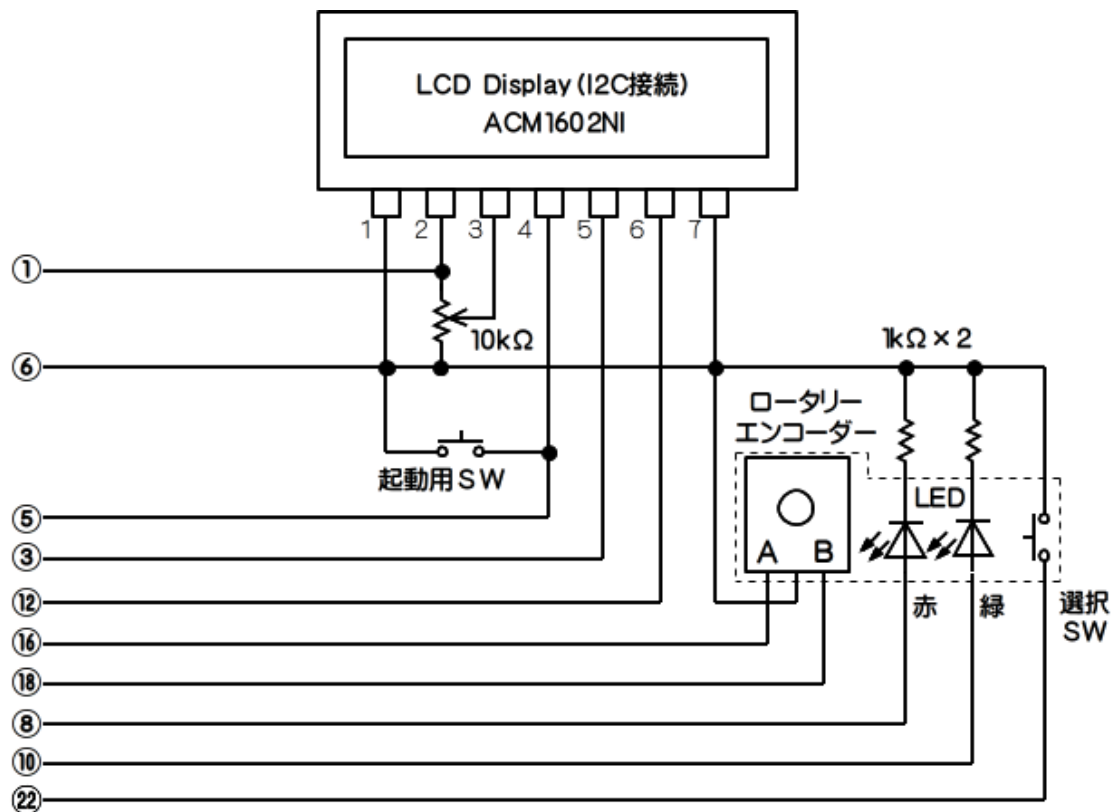 LCD Display(I2C接続)
ACM1602NI
1
2
3
4
5
6
7
①
10kΩ
⑥
1kΩ×2
ロータリー
エンコーダー
起動用SW
LED
⑤
A
B
③
⑫
赤
緑
選択
SW
⑯
⑱
⑧
⑩
㉒